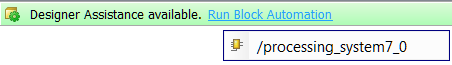 Designer Assistance available. Run Block Automation
/processing_system7_0